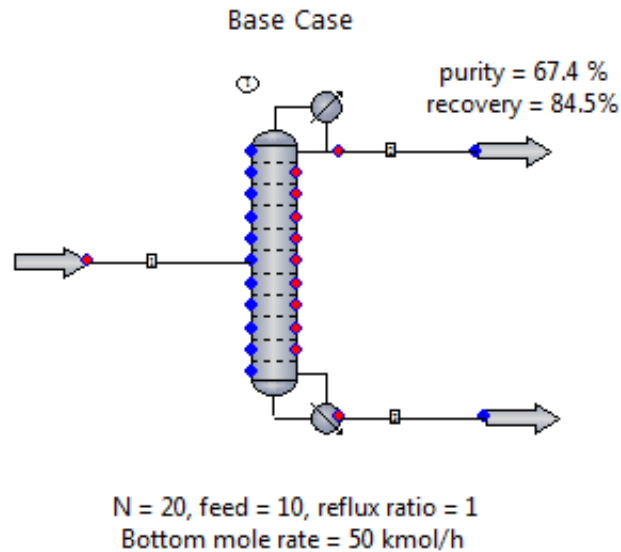 Base Case
1
purity = 67.4 %
recovery = 84.5%
N = 20, feed = 10, reflux ratio = 1
Bottom mole rate = 50 kmol/h